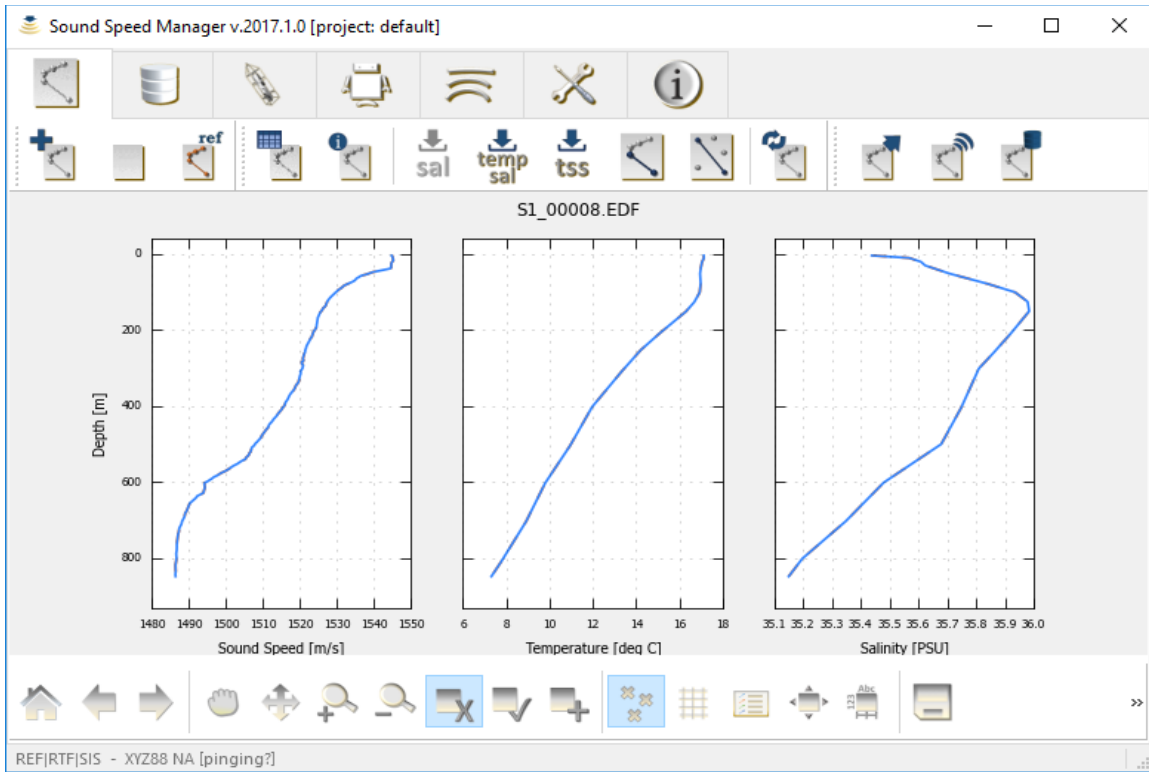 Sound Speed Manager v.2017.1.0 [project: default]
ref
sal
temp
sal
tss
S1_00008.EDF
Depth [m]
0
200
400
600
800
1480 1490 1500 1510 1520 1530 1540 1550
Sound Speed [m/s]
6 8 10 12 14 16 18
Temperature [deg C]
35.1 35.2 35.3 35.4 35.5 35.6 35.7 35.8 35.9 36.0
Salinity [PSU]
123
Abc
REF|RTF|SIS - XYZ88 NA [pinging?]